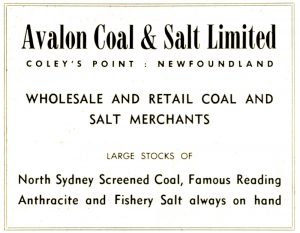 Avalon Coal & Salt Limited
COLEY'S POINT : NEWFOUNDLAND
WHOLESALE AND RETAIL COAL AND
SALT MERCHANTS
LARGE STOCKS OF
North Sydney Screened Coal, Famous Reading
Anthracite and Fishery Salt always on hand